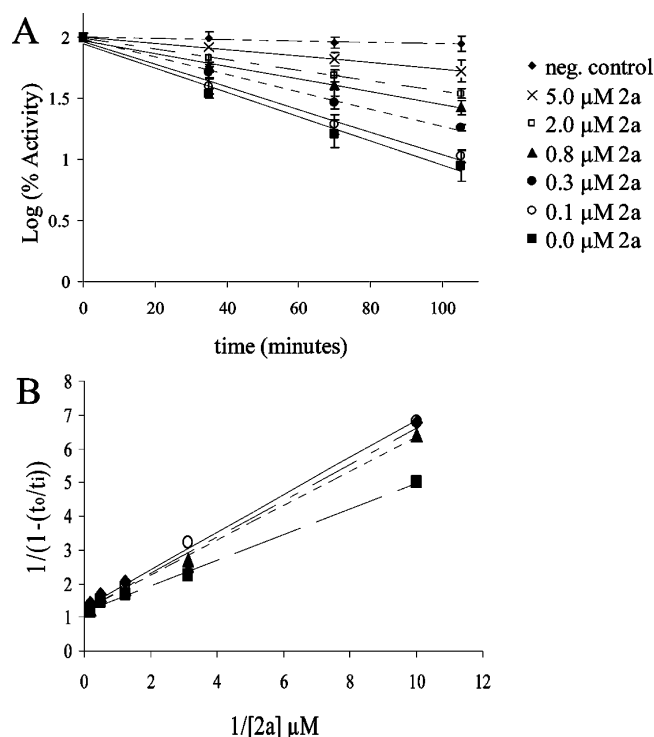 A
Log (% Activity)
2
1.5
1
0.5
0
0 20 40 60 80 100
time (minutes)
neg. control
5.0 µM 2a
2.0 µM 2a
0.8 µM 2a
0.3 µM 2a
0.1 µM 2a
0.0 µM 2a
B
1/(1-(to/ti))
8
7
6
5
4
3
2
1
0
0 2 4 6 8 10 12
1/[2a] µM